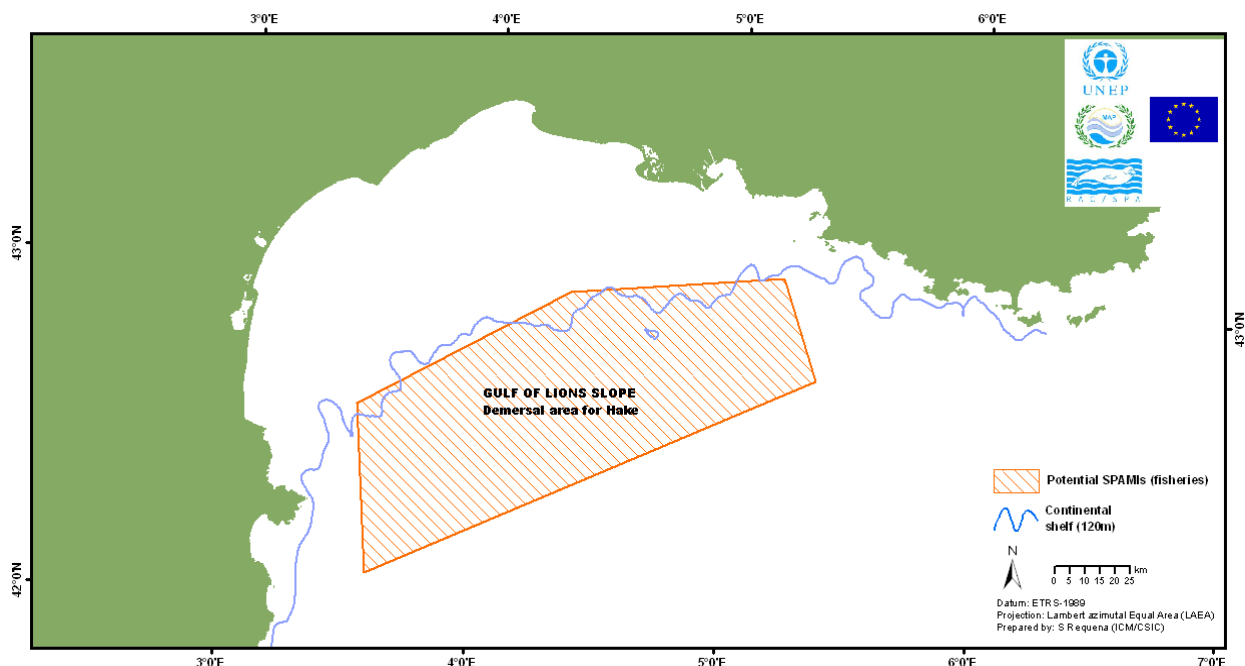 3°0'E 4°0'E 5°0'E 6°0'E
UNEP
MAP
RAC/SPA
43°0'N
43°0'N
GULF OF LIONS SLOPE
Demersal area for Hake
Potential SPAMIs (fisheries)
Continental
shelf (120m)
N
0 5 10 15 20 25 km
42°0'N
42°0'N
Datum: ETRS-1989
Projection: Lambert azimutal Equal Area (LAEA)
Prepared by: S Requena (ICM/CSIC)
3°0'E 4°0'E 5°0'E 6°0'E 7°0'E